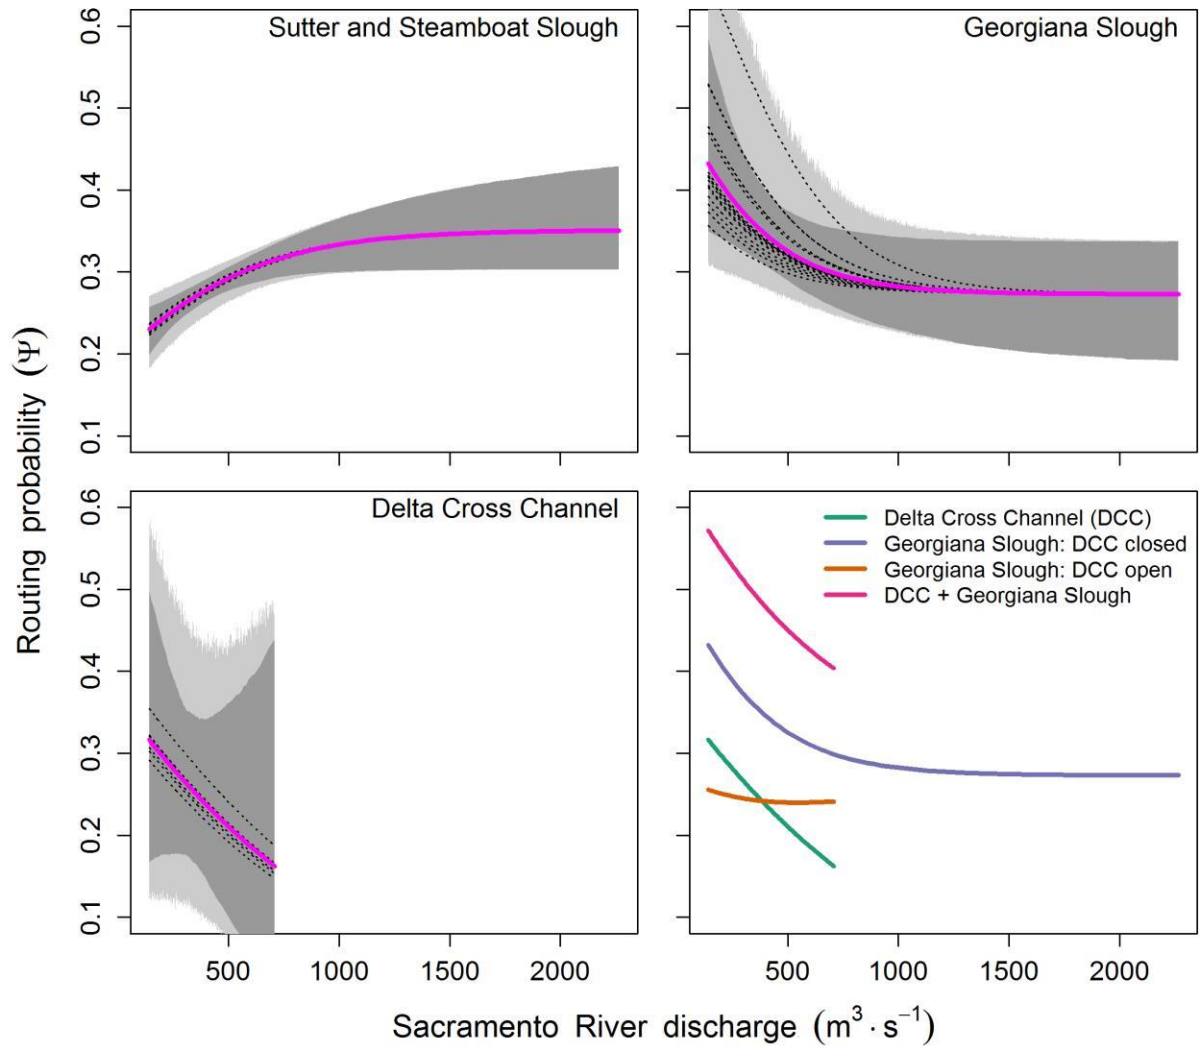 Sutter and Steamboat Slough
Georgiana Slough
0.6
0.5
0.4
0.3
0.2
0.1
Delta Cross Channel
Delta Cross Channel (DCC)
Georgiana Slough: DCC closed
Georgiana Slough: DCC open
DCC + Georgiana Slough
0.6
0.5
0.4
0.3
0.2
0.1
500 1000 1500 2000
500 1000 1500 2000
Routing probability (Ψ)
Sacramento River discharge (m³ · s⁻¹)